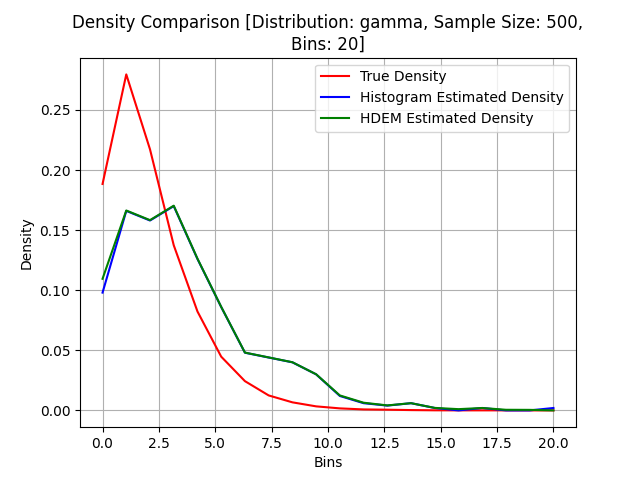 Density Comparison [Distribution: gamma, Sample Size: 500,
Bins: 20]
True Density
Histogram Estimated Density
HDEM Estimated Density
Density
0.25
0.20
0.15
0.10
0.05
0.00
0.0 2.5 5.0 7.5 10.0 12.5 15.0 17.5 20.0
Bins